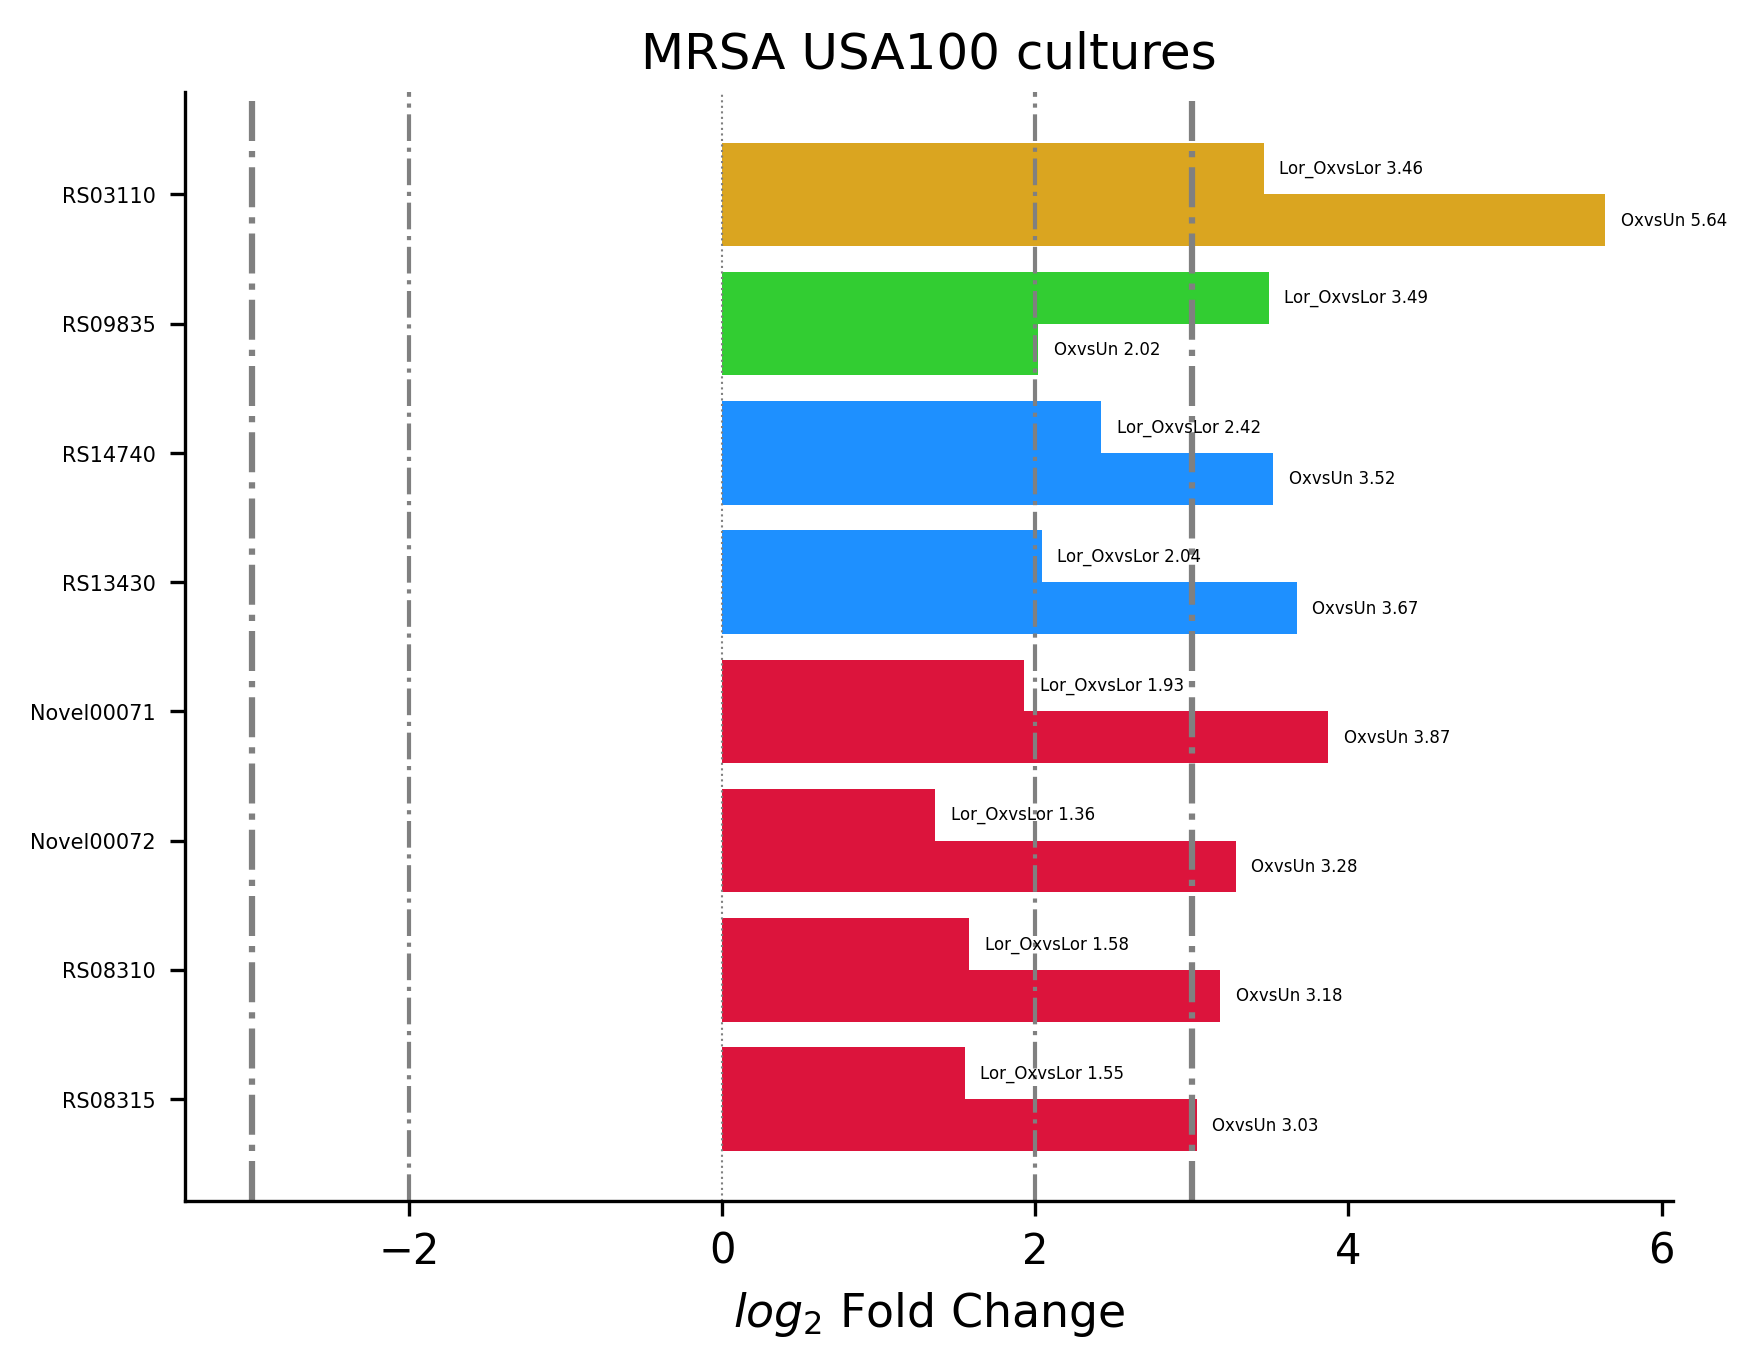 MRSA USA100 cultures
RS03110
Lor_OxvsLor 3.46
OxvsUn 5.64
RS09835
Lor_OxvsLor 3.49
OxvsUn 2.02
RS14740
Lor_OxvsLor 2.42
OxvsUn 3.52
RS13430
Lor_OxvsLor 2.04
OxvsUn 3.67
Novel00071
Lor_OxvsLor 1.93
OxvsUn 3.87
Novel00072
Lor_OxvsLor 1.36
OxvsUn 3.28
RS08310
Lor_OxvsLor 1.58
OxvsUn 3.18
RS08315
Lor_OxvsLor 1.55
OxvsUn 3.03
−2 0 2 4 6
log₂ Fold Change